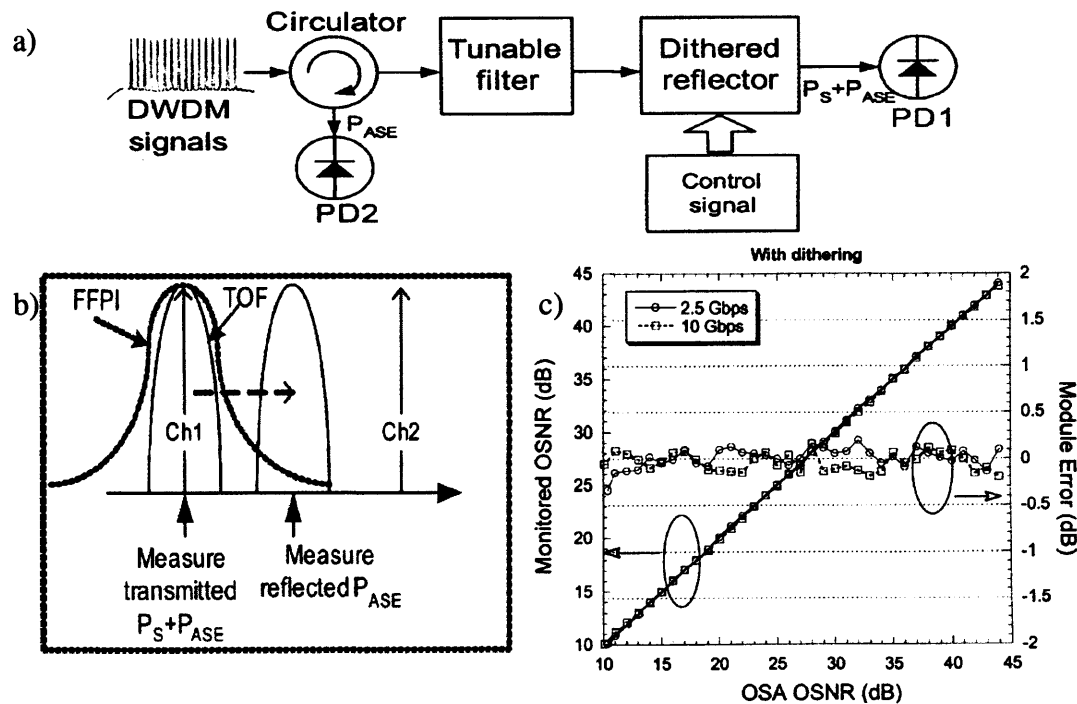 a)
Circulator
Tunable
filter
Dithered
reflector
DWDM
signals
P_ASE
PD2
P_S+P_ASE
PD1
Control
signal
b)
FFPI
TOF
Ch1
Ch2
Measure
transmitted
P_S+P_ASE
Measure
reflected P_ASE
c)
With dithering
2.5 Gbps
10 Gbps
Monitored OSNR (dB)
45
40
35
30
25
20
15
10
10 15 20 25 30 35 40 45
OSA OSNR (dB)
2
1.5
1
0.5
0
-0.5
-1
-1.5
-2
Module Error (dB)